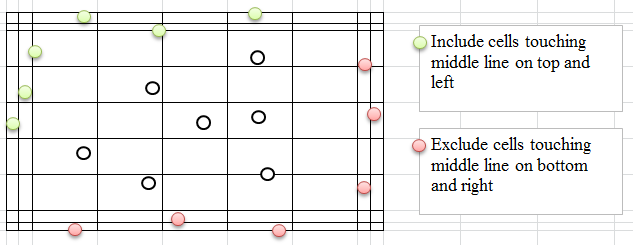 Include cells touching
middle line on top and
left
Exclude cells touching
middle line on bottom
and right